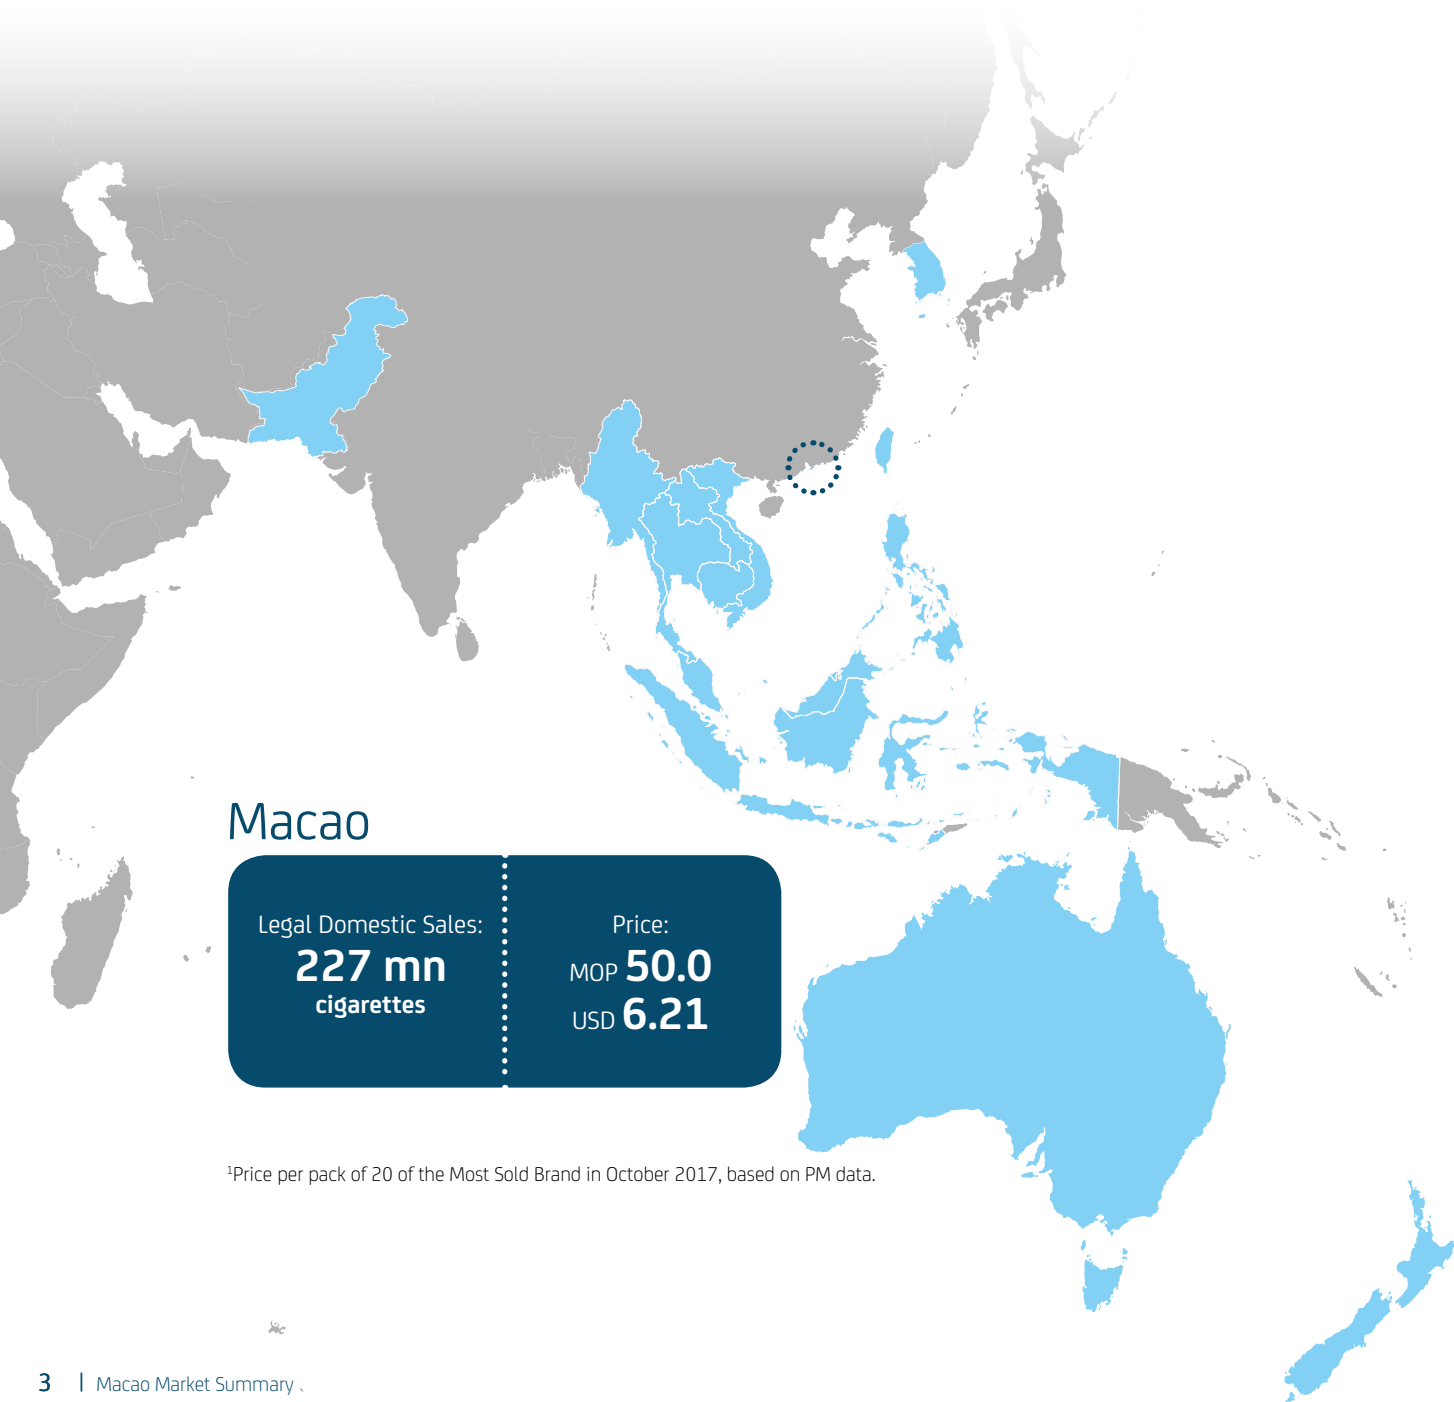 Macao
Legal Domestic Sales:
227 mn
cigarettes
Price:
MOP 50.0
USD 6.21
¹Price per pack of 20 of the Most Sold Brand in October 2017, based on PM data.
3 | Macao Market Summary